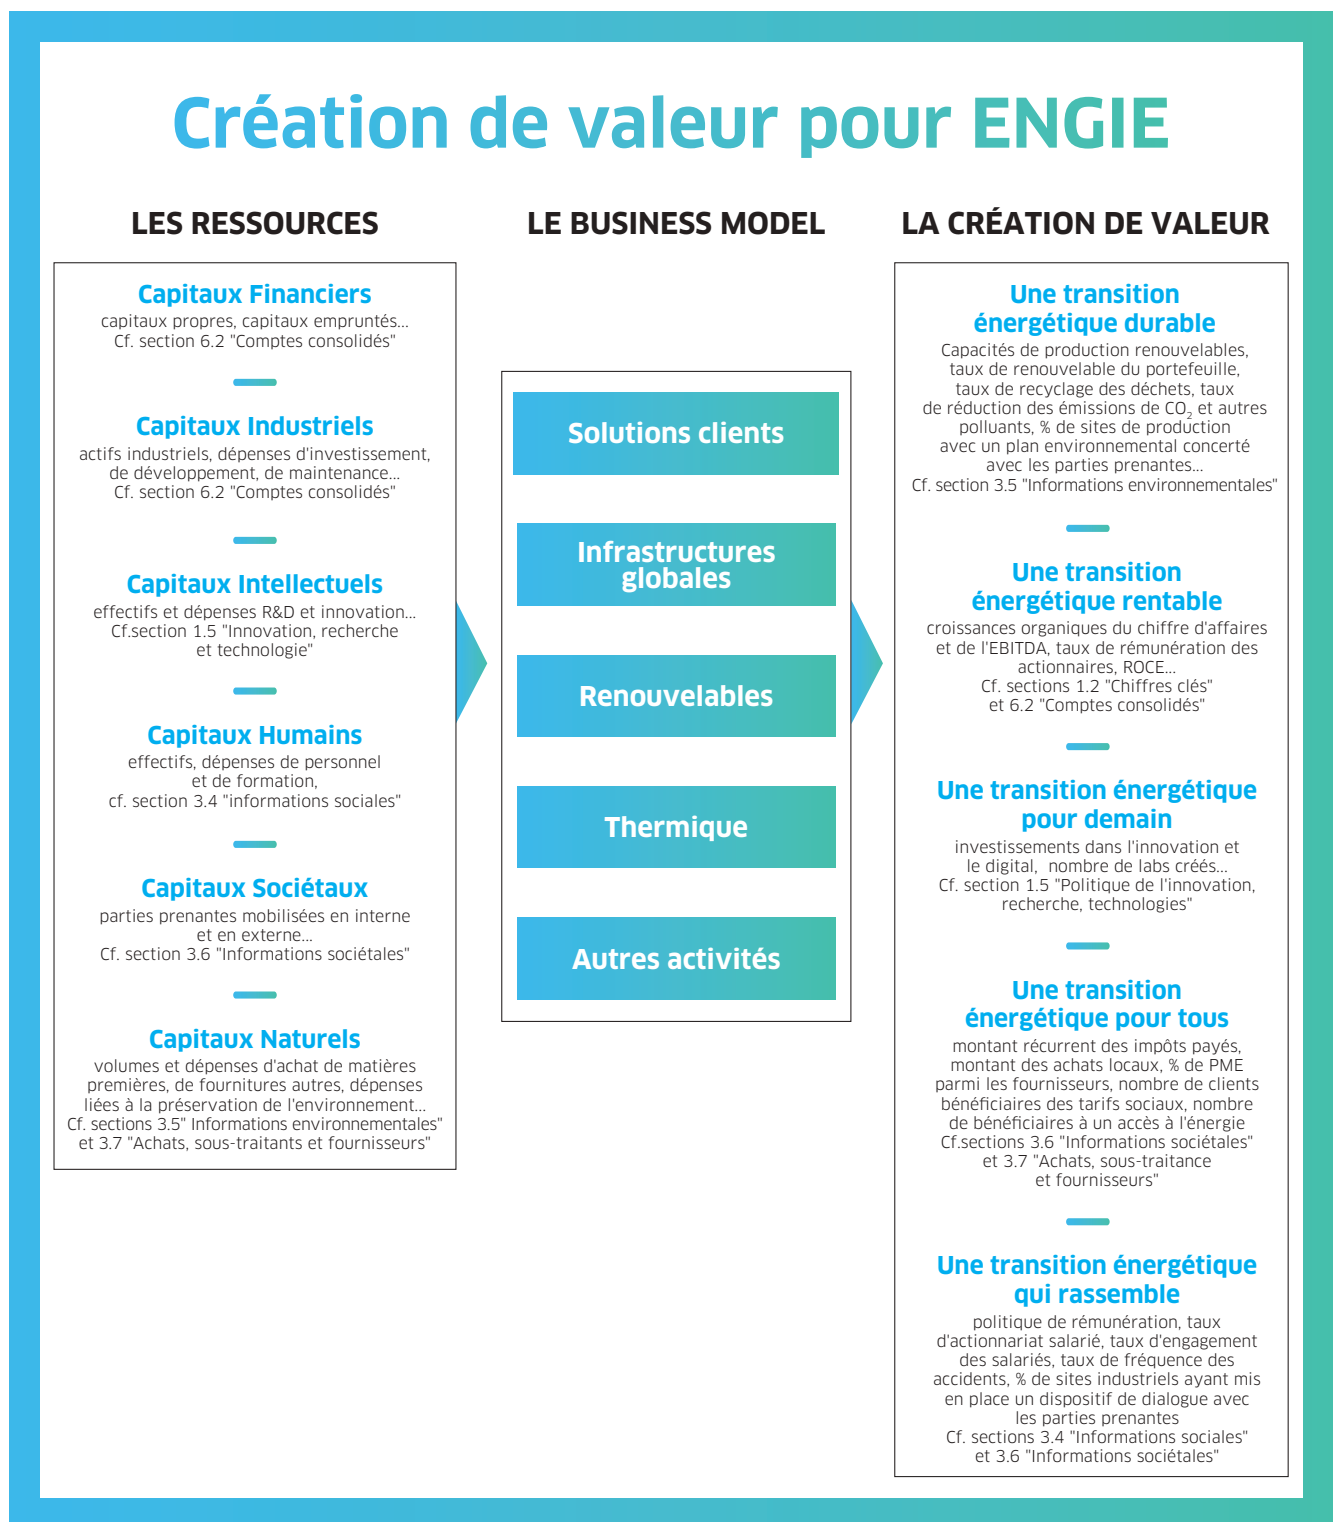 Création de valeur pour ENGIE
LES RESSOURCES
Capitaux Financiers
capitaux propres, capitaux empruntés...
Cf. section 6.2 "Comptes consolidés"
Capitaux Industriels
actifs industriels, dépenses d'investissement,
de développement, de maintenance...
Cf. section 6.2 "Comptes consolidés"
Capitaux Intellectuels
effectifs et dépenses R&D et innovation...
Cf.section 1.5 "Innovation, recherche
et technologie"
Capitaux Humains
effectifs, dépenses de personnel
et de formation,
cf. section 3.4 "informations sociales"
Capitaux Sociétaux
parties prenantes mobilisées en interne
et en externe...
Cf. section 3.6 "Informations sociétales"
Capitaux Naturels
volumes et dépenses d'achat de matières
premières, de fournitures autres, dépenses
liées à la préservation de l'environnement...
Cf. sections 3.5" Informations environnementales"
et 3.7 "Achats, sous-traitants et fournisseurs"
LE BUSINESS MODEL
Solutions clients
Infrastructures
globales
Renouvelables
Thermique
Autres activités
LA CRÉATION DE VALEUR
Une transition
énergétique durable
Capacités de production renouvelables,
taux de renouvelable du portefeuille,
taux de recyclage des déchets, taux
de réduction des émissions de CO₂ et autres
polluants, % de sites de production
avec un plan environnemental concerté
avec les parties prenantes...
Cf. section 3.5 "Informations environnementales"
Une transition
énergétique rentable
croissances organiques du chiffre d'affaires
et de l'EBITDA, taux de rémunération des
actionnaires, ROCE...
Cf. sections 1.2 "Chiffres clés"
et 6.2 "Comptes consolidés"
Une transition énergétique
pour demain
investissements dans l'innovation et
le digital, nombre de labs créés...
Cf. section 1.5 "Politique de l'innovation,
recherche, technologies"
Une transition
énergétique pour tous
montant récurrent des impôts payés,
montant des achats locaux, % de PME
parmi les fournisseurs, nombre de clients
bénéficiaires des tarifs sociaux, nombre
de bénéficiaires à un accès à l'énergie
Cf.sections 3.6 "Informations sociétales"
et 3.7 "Achats, sous-traitance
et fournisseurs"
Une transition énergétique
qui rassemble
politique de rémunération, taux
d'actionnariat salarié, taux d'engagement
des salariés, taux de fréquence des
accidents, % de sites industriels ayant mis
en place un dispositif de dialogue avec
les parties prenantes
Cf. sections 3.4 "Informations sociales"
et 3.6 "Informations sociétales"